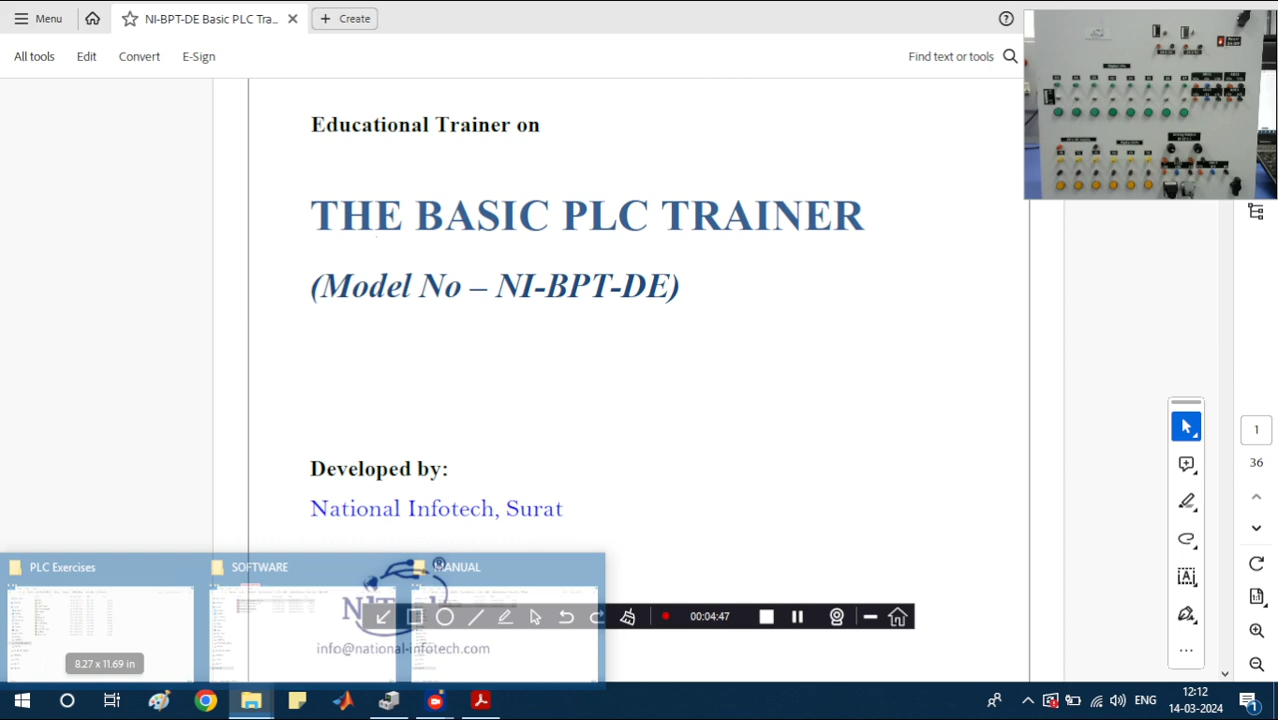 Menu
NI-BPT-DE Basic PLC Tra...
Create
All tools
Edit
Convert
E-Sign
Find text or tools
Educational Trainer on
THE BASIC PLC TRAINER
(Model No – NI-BPT-DE)
Developed by:
National Infotech, Surat
1
36
PLC Exercises
SOFTWARE
MANUAL
00:04:47
8.27 x 11.69 in
info@national-infotech.com
ENG
12:12
14-03-2024
1